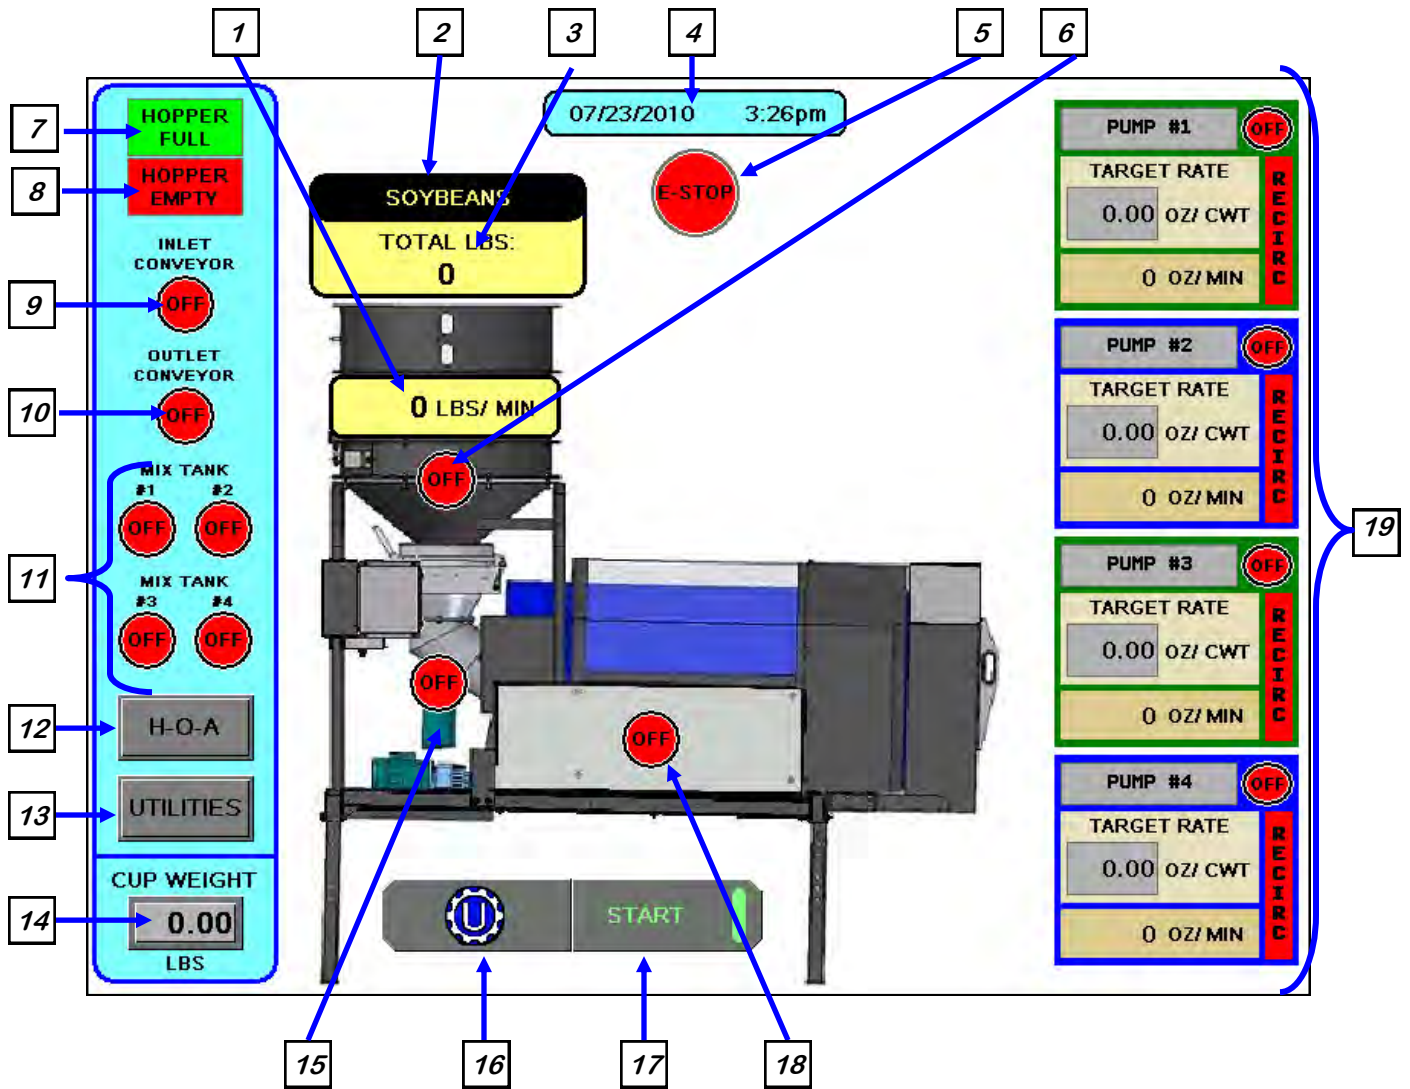 1
2
3
4
5
6
7
8
9
10
11
12
13
14
15
16
17
18
19
HOPPER
FULL
HOPPER
EMPTY
INLET
CONVEYOR
OFF
OUTLET
CONVEYOR
OFF
MIX TANK
#1 #2
OFF OFF
MIX TANK
#3 #4
OFF OFF
H-O-A
UTILITIES
CUP WEIGHT
0.00
LBS
07/23/2010 3:26pm
E-STOP
SOYBEANS
TOTAL LBS:
0
0 LBS/ MIN
OFF
OFF
OFF
U
START
PUMP #1 OFF
TARGET RATE
0.00 OZ/ CWT
0 OZ/ MIN
RECIRC
PUMP #2 OFF
TARGET RATE
0.00 OZ/ CWT
0 OZ/ MIN
RECIRC
PUMP #3 OFF
TARGET RATE
0.00 OZ/ CWT
0 OZ/ MIN
RECIRC
PUMP #4 OFF
TARGET RATE
0.00 OZ/ CWT
0 OZ/ MIN
RECIRC